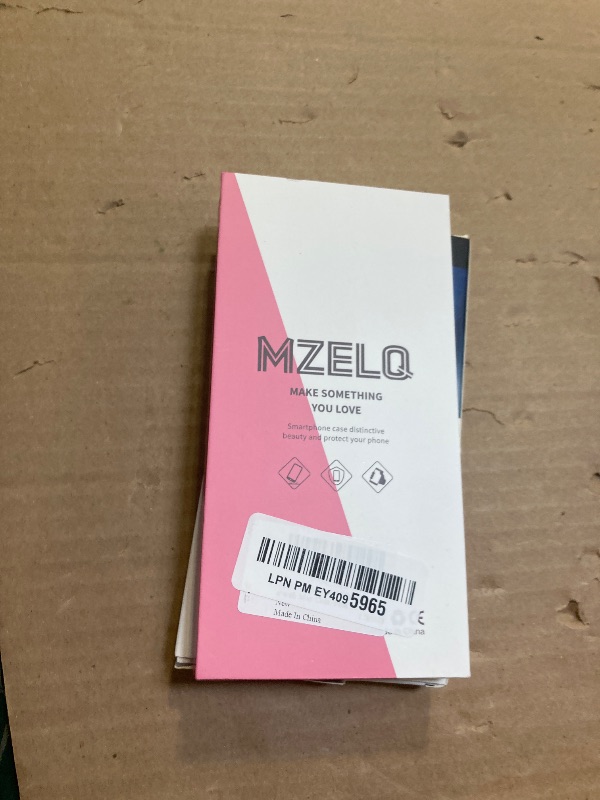 MZELQ
MAKE SOMETHING
YOU LOVE
Smartphone case distinctive
beauty and protect your phone
LPN PM EY4095965
New
Made In China